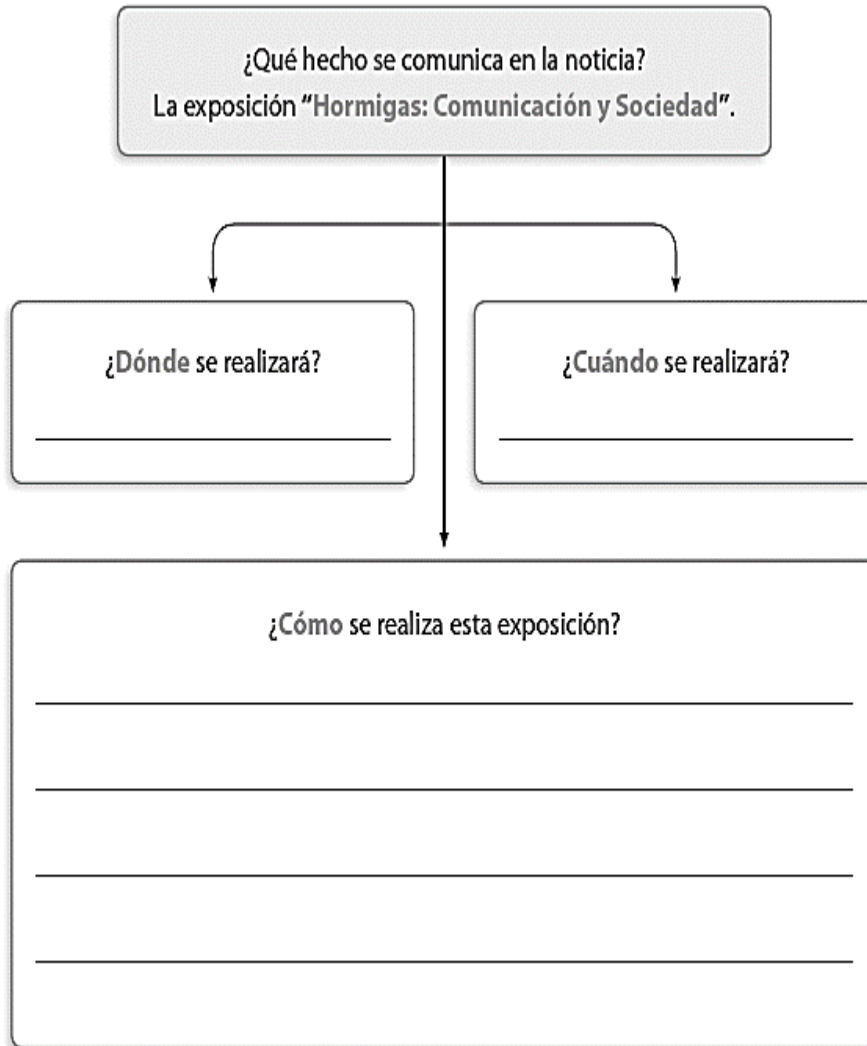 ¿Qué hecho se comunica en la noticia?
La exposición “Hormigas: Comunicación y Sociedad”.
¿Dónde se realizará?
¿Cuándo se realizará?
¿Cómo se realiza esta exposición?